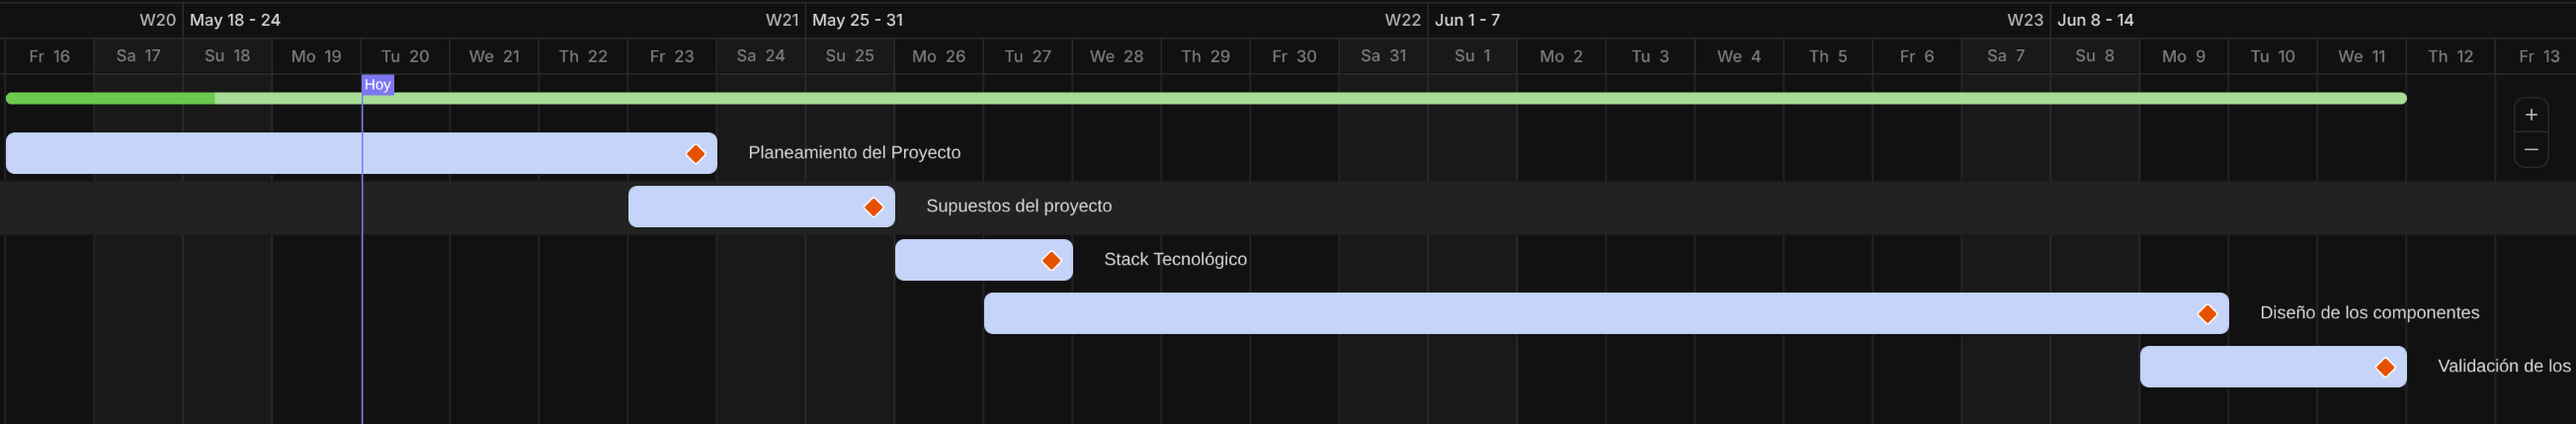 W20 May 18 - 24 W21 May 25 - 31 W22 Jun 1 - 7 W23 Jun 8 - 14
Fr 16 Sa 17 Su 18 Mo 19 Tu 20 We 21 Th 22 Fr 23 Sa 24 Su 25 Mo 26 Tu 27 We 28 Th 29 Fr 30 Sa 31 Su 1 Mo 2 Tu 3 We 4 Th 5 Fr 6 Sa 7 Su 8 Mo 9 Tu 10 We 11 Th 12 Fr 13
Hoy
+
Planeamiento del Proyecto
–
Supuestos del proyecto
Stack Tecnológico
Diseño de los componentes
Validación de los